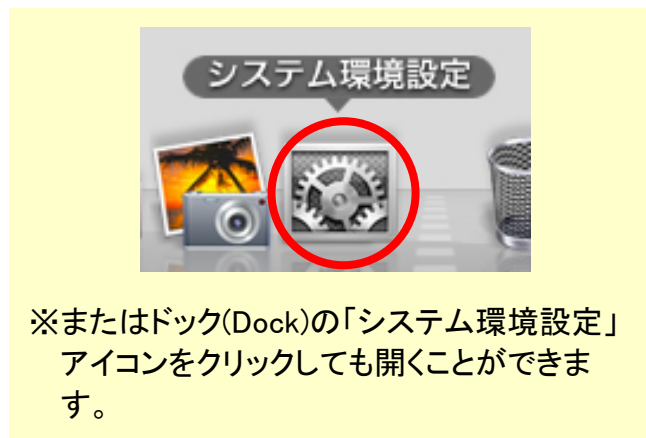 システム環境設定
※またはドック(Dock)の「システム環境設定」
アイコンをクリックしても開くことができま
す。